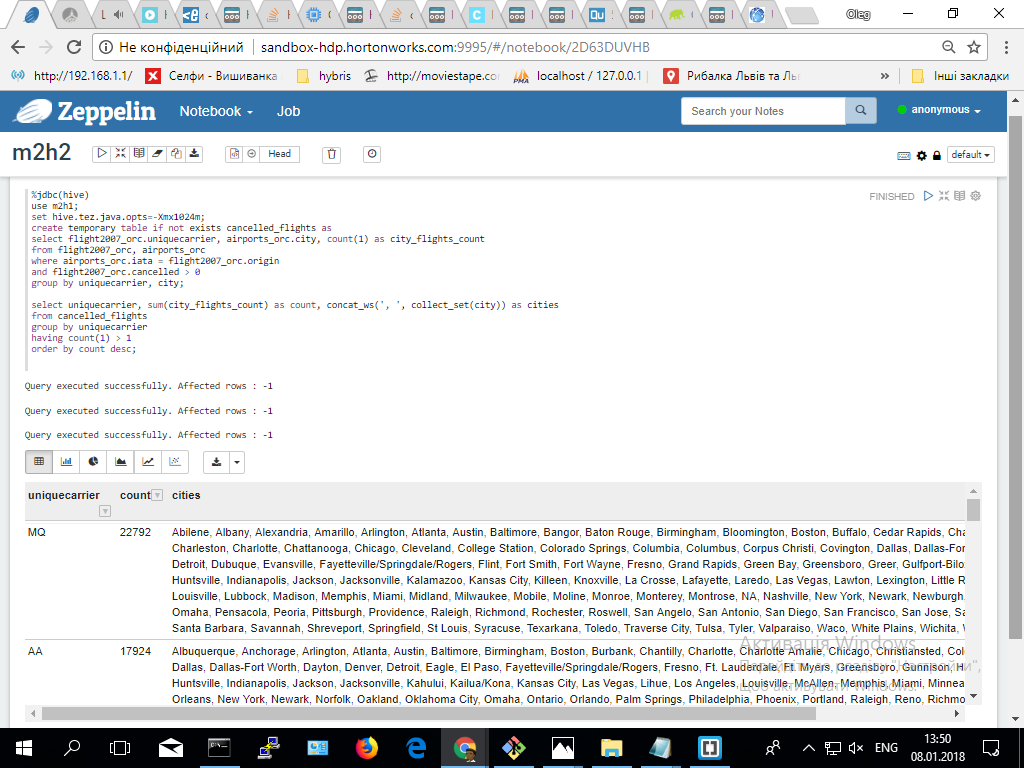 Oleg
Не конфіденційний
sandbox-hdp.hortonworks.com:9995/#/notebook/2D63DUVHB
http://192.168.1.1/
Селфи - Вишиванка
hybris
http://moviestape.co
localhost / 127.0.0.1
Рибалка Львів та Ль
»
Інші закладки
Zeppelin
Notebook
Job
Search your Notes
anonymous
m2h2
Head
default
%jdbc(hive)
FINISHED
use m2h1;
set hive.tez.java.opts=-Xmx1024m;
create temporary table if not exists cancelled_flights as
select flight2007_orc.uniquecarrier, airports_orc.city, count(1) as city_flights_count
from flight2007_orc, airports_orc
where airports_orc.iata = flight2007_orc.origin
and flight2007_orc.cancelled > 0
group by uniquecarrier, city;
select uniquecarrier, sum(city_flights_count) as count, concat_ws(', ', collect_set(city)) as cities
from cancelled_flights
group by uniquecarrier
having count(1) > 1
order by count desc;
Query executed successfully. Affected rows : -1
Query executed successfully. Affected rows : -1
Query executed successfully. Affected rows : -1
uniquecarrier count cities
MQ 22792 Abilene, Albany, Alexandria, Amarillo, Arlington, Atlanta, Austin, Baltimore, Bangor, Baton Rouge, Birmingham, Bloomington, Boston, Buffalo, Cedar Rapids, Cha
Charleston, Charlotte, Chattanooga, Chicago, Cleveland, College Station, Colorado Springs, Columbia, Columbus, Corpus Christi, Covington, Dallas, Dallas-For
Detroit, Dubuque, Evansville, Fayetteville/Springdale/Rogers, Flint, Fort Smith, Fort Wayne, Fresno, Grand Rapids, Green Bay, Greensboro, Greer, Gulfport-Bilo
Huntsville, Indianapolis, Jackson, Jacksonville, Kalamazoo, Kansas City, Killeen, Knoxville, La Crosse, Lafayette, Laredo, Las Vegas, Lawton, Lexington, Little R
Louisville, Lubbock, Madison, Memphis, Miami, Midland, Milwaukee, Mobile, Moline, Monroe, Monterey, Montrose, NA, Nashville, New York, Newark, Newburgh
Omaha, Pensacola, Peoria, Pittsburgh, Providence, Raleigh, Richmond, Rochester, Roswell, San Angelo, San Antonio, San Diego, San Francisco, San Jose, Sa
Santa Barbara, Savannah, Shreveport, Springfield, St Louis, Syracuse, Texarkana, Toledo, Traverse City, Tulsa, Tyler, Valparaiso, Waco, White Plains, Wichita,
AA 17924 Albuquerque, Anchorage, Arlington, Atlanta, Austin, Baltimore, Birmingham, Boston, Burbank, Chantilly, Charlotte, Charlotte Amalie, Chicago, Christiansted, Col
Dallas, Dallas-Fort Worth, Dayton, Denver, Detroit, Eagle, El Paso, Fayetteville/Springdale/Rogers, Fresno, Ft. Lauderdale, Ft. Myers, Greensboro, Gunnison, H
Huntsville, Indianapolis, Jackson, Jacksonville, Kahului, Kailua/Kona, Kansas City, Las Vegas, Lihue, Los Angeles, Louisville, McAllen, Memphis, Miami, Minnea
Orleans, New York, Newark, Norfolk, Oakland, Oklahoma City, Omaha, Ontario, Orlando, Palm Springs, Philadelphia, Phoenix, Portland, Raleigh, Reno, Richmo
Активація Windows
Перейдіть до розділу "Настройки",
щоб активувати Windows.
ENG
13:50
08.01.2018